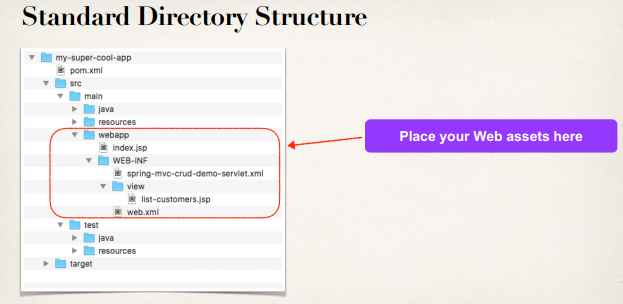 Standard Directory Structure
my-super-cool-app
pom.xml
src
main
java
resources
webapp
index.jsp
WEB-INF
spring-mvc-crud-demo-servlet.xml
view
list-customers.jsp
web.xml
test
java
resources
target
Place your Web assets here